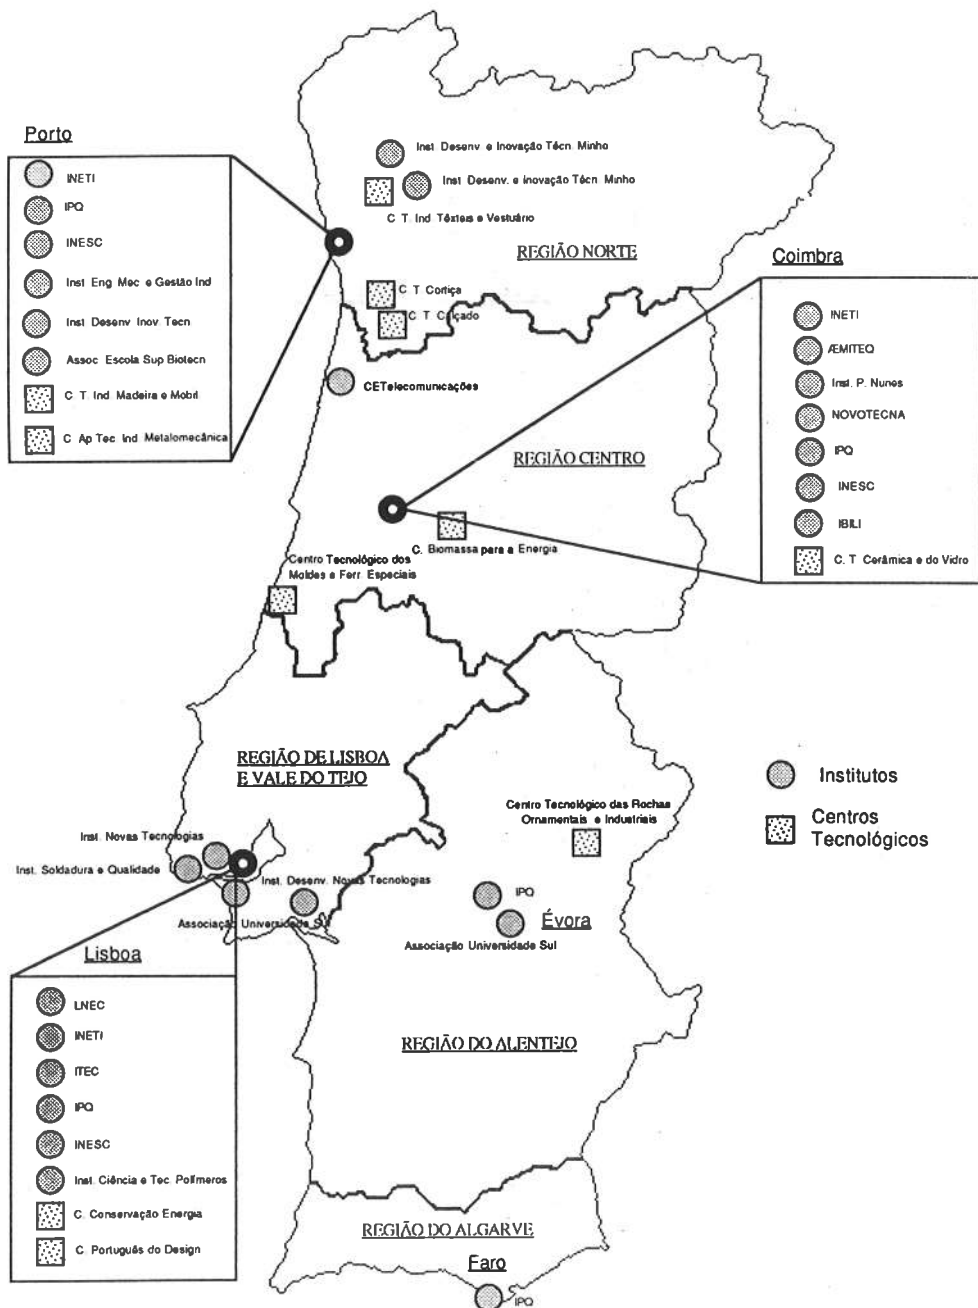 Porto
INETI
IPQ
INESC
Inst Eng Mec e Gestão Ind
Inst Desenv Inov Tecn
Assoc Escola Sup Biotecn
C T. Ind Madeira e Mobil
C Ap Tec Ind Metalomecânica
Inst Desenv e Inovação Técn Minho
Inst Desenv. e Inovação Técn Minho
C T. Ind Têxteis e Vestuário
REGIÃO NORTE
C T Cortiça
C T. Calçado
CETelecomunicações
REGIÃO CENTRO
C. Biomassa para a Energia
Centro Tecnológico dos
Moldes e Ferr Especiais
Coimbra
INETI
ÆMITEQ
Inst. P. Nunes
NOVOTECNA
IPQ
INESC
IBILI
C. T Cerâmica e do Vidro
REGIÃO DE LISBOA
E VALE DO TEJO
Institutos
Centros
Tecnológicos
Centro Tecnológico das Rochas
Ornamentais e Industriais
Inst. Novas Tecnologias
Inst. Soldadura e Qualidade
Inst. Desenv. Novas Tecnologias
Associação Universidade Sul
IPQ
Évora
Associação Universidade Sul
Lisboa
LNEC
INETI
ITEC
IPQ
INESC
Inst. Ciência e Tec. Polímeros
C. Conservação Energia
C. Português do Design
REGIÃO DO ALENTEJO
REGIÃO DO ALGARVE
Faro
IPQ